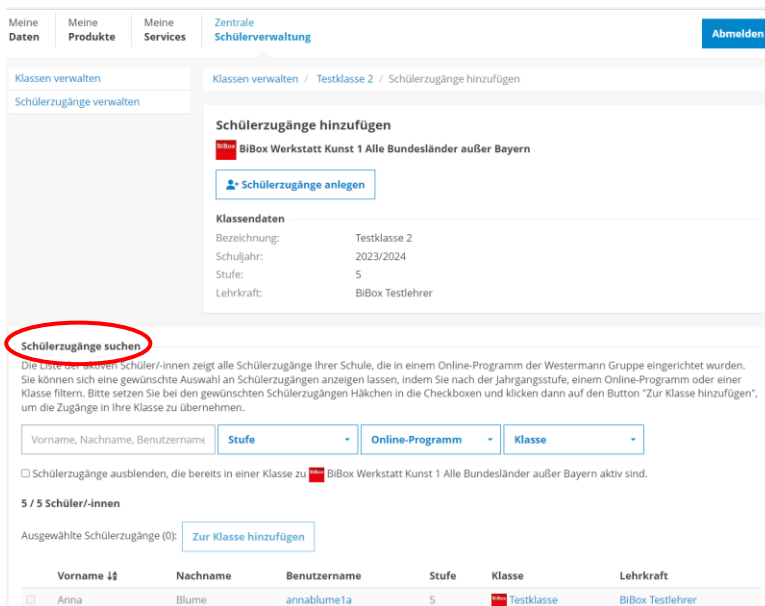 Meine Daten
Meine Produkte
Meine Services
Zentrale Schülerverwaltung
Abmelden
Klassen verwalten
Schülerzugänge verwalten
Klassen verwalten / Testklasse 2 / Schülerzugänge hinzufügen
Schülerzugänge hinzufügen
BiBox BiBox Werkstatt Kunst 1 Alle Bundesländer außer Bayern
Schülerzugänge anlegen
Klassendaten
Bezeichnung: Testklasse 2
Schuljahr: 2023/2024
Stufe: 5
Lehrkraft: BiBox Testlehrer
Schülerzugänge suchen
Die Liste der aktiven Schüler/-innen zeigt alle Schülerzugänge Ihrer Schule, die in einem Online-Programm der Westermann Gruppe eingerichtet wurden.
Sie können sich eine gewünschte Auswahl an Schülerzugängen anzeigen lassen, indem Sie nach der Jahrgangsstufe, einem Online-Programm oder einer
Klasse filtern. Bitte setzen Sie bei den gewünschten Schülerzugängen Häkchen in die Checkboxen und klicken dann auf den Button "Zur Klasse hinzufügen",
um die Zugänge in Ihre Klasse zu übernehmen.
Vorname, Nachname, Benutzername Stufe Online-Programm Klasse
Schülerzugänge ausblenden, die bereits in einer Klasse zu BiBox BiBox Werkstatt Kunst 1 Alle Bundesländer außer Bayern aktiv sind.
5 / 5 Schüler/-innen
Ausgewählte Schülerzugänge (0): Zur Klasse hinzufügen
Vorname Nachname Benutzername Stufe Klasse Lehrkraft
Anna Blume annablume1a 5 BiBox Testklasse BiBox Testlehrer